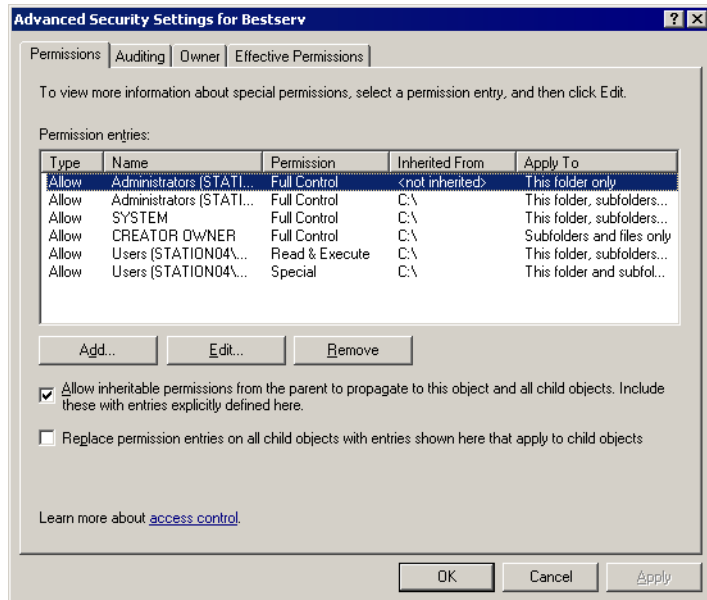 Advanced Security Settings for Bestserv
Permissions Auditing Owner Effective Permissions
To view more information about special permissions, select a permission entry, and then click Edit.
Permission entries:
Type Name Permission Inherited From Apply To
Allow Administrators (STATI... Full Control <not inherited> This folder only
Allow Administrators (STATI... Full Control C:\ This folder, subfolders...
Allow SYSTEM Full Control C:\ This folder, subfolders...
Allow CREATOR OWNER Full Control C:\ Subfolders and files only
Allow Users (STATION04\... Read & Execute C:\ This folder, subfolders...
Allow Users (STATION04\... Special C:\ This folder and subfol...
Add... Edit... Remove
Allow inheritable permissions from the parent to propagate to this object and all child objects. Include
these with entries explicitly defined here.
Replace permission entries on all child objects with entries shown here that apply to child objects
Learn more about access control.
OK Cancel Apply